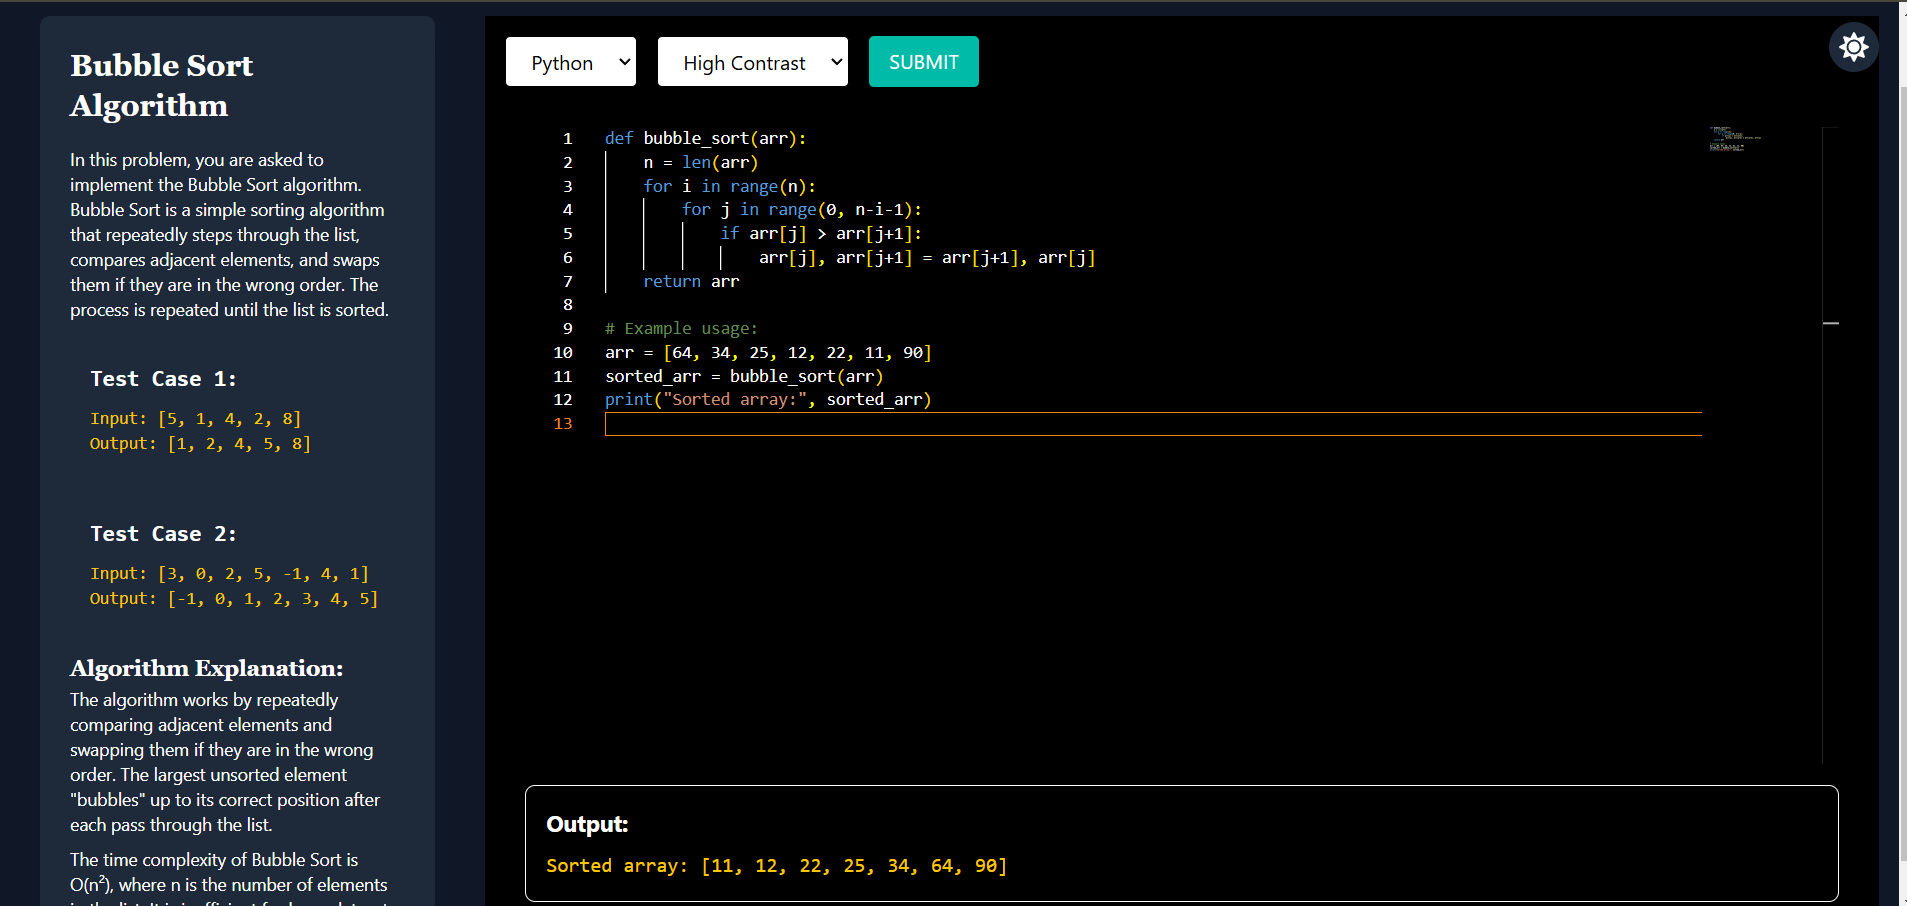 Bubble Sort
Algorithm
In this problem, you are asked to
implement the Bubble Sort algorithm.
Bubble Sort is a simple sorting algorithm
that repeatedly steps through the list,
compares adjacent elements, and swaps
them if they are in the wrong order. The
process is repeated until the list is sorted.
Test Case 1:
Input: [5, 1, 4, 2, 8]
Output: [1, 2, 4, 5, 8]
Test Case 2:
Input: [3, 0, 2, 5, -1, 4, 1]
Output: [-1, 0, 1, 2, 3, 4, 5]
Algorithm Explanation:
The algorithm works by repeatedly
comparing adjacent elements and
swapping them if they are in the wrong
order. The largest unsorted element
"bubbles" up to its correct position after
each pass through the list.
The time complexity of Bubble Sort is
O(n²), where n is the number of elements
Python
High Contrast
SUBMIT
1 def bubble_sort(arr):
2     n = len(arr)
3     for i in range(n):
4         for j in range(0, n-i-1):
5             if arr[j] > arr[j+1]:
6                 arr[j], arr[j+1] = arr[j+1], arr[j]
7     return arr
8
9 # Example usage:
10 arr = [64, 34, 25, 12, 22, 11, 90]
11 sorted_arr = bubble_sort(arr)
12 print("Sorted array:", sorted_arr)
13
Output:
Sorted array: [11, 12, 22, 25, 34, 64, 90]